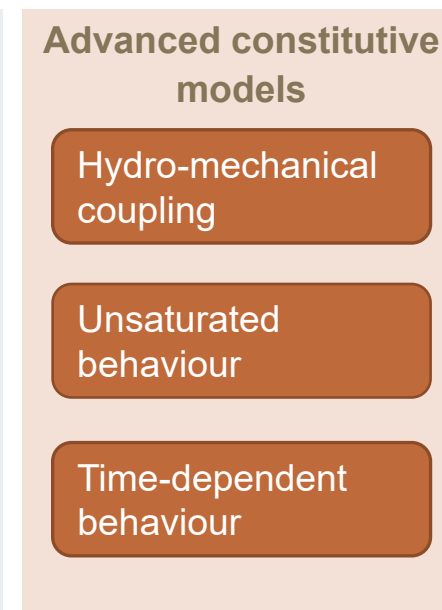 Advanced constitutive
models
Hydro-mechanical
coupling
Unsaturated
behaviour
Time-dependent
behaviour